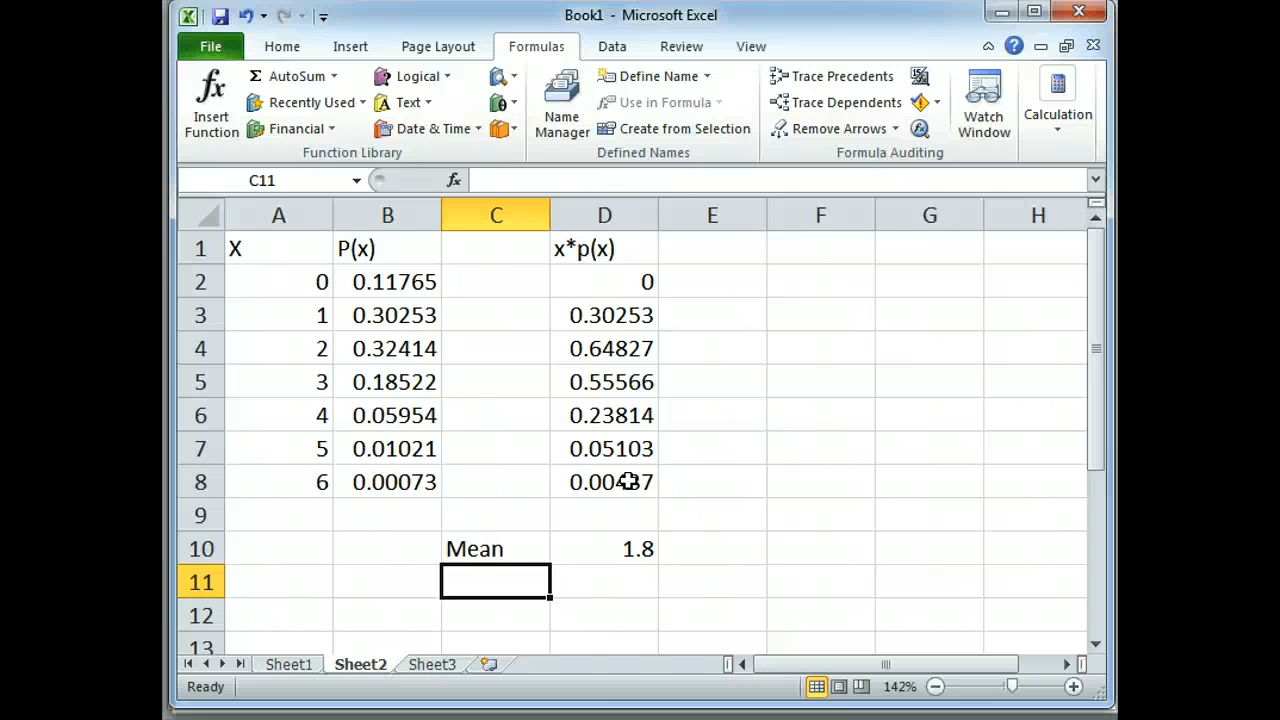 Book1 - Microsoft Excel
File Home Insert Page Layout Formulas Data Review View
Σ AutoSum Logical Define Name Trace Precedents
Recently Used Text Use in Formula Trace Dependents
Financial Date & Time Create from Selection Remove Arrows
Insert Function
Name Manager
Watch Window
Calculation
Function Library Defined Names Formula Auditing
C11 fx
A B C D E F G H
1 X P(x) x*p(x)
2 0 0.11765 0
3 1 0.30253 0.30253
4 2 0.32414 0.64827
5 3 0.18522 0.55566
6 4 0.05954 0.23814
7 5 0.01021 0.05103
8 6 0.00073 0.00437
9
10 Mean 1.8
11
12
13
Sheet1 Sheet2 Sheet3
Ready 142%